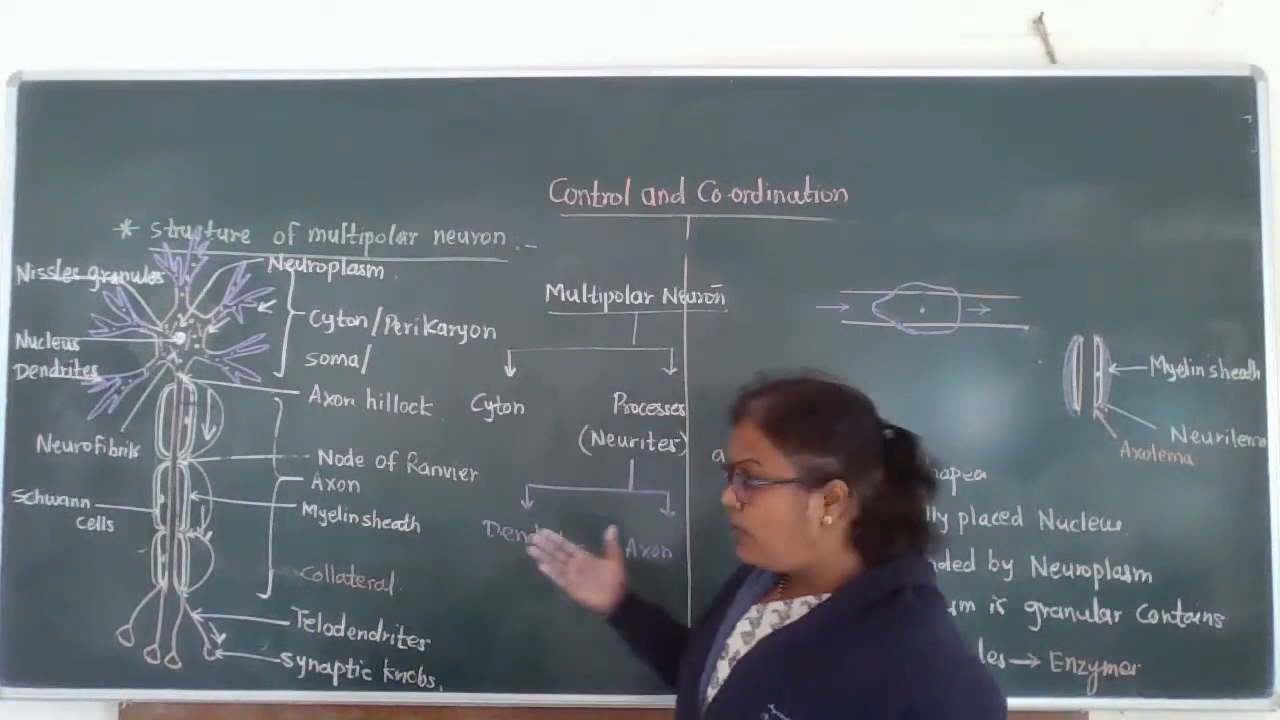 Control and Co-ordination
* Structure of multipolar neuron :-
Nissles granules
Nucleus
Dendrites
Neurofibrils
Schwann
cells
Neuroplasm
Cyton/Perikaryon
soma/
Axon hillock
Node of Ranvier
Axon
Myelin sheath
Collateral
Telodendrites
synaptic knobs.
Multipolar Neuron
Cyton
Processes
(Neurites)
Axon
Myelin sheath
Neurilema
Axolema
placed Nucleus
by Neuroplasm
is granular contains
→ Enzymes